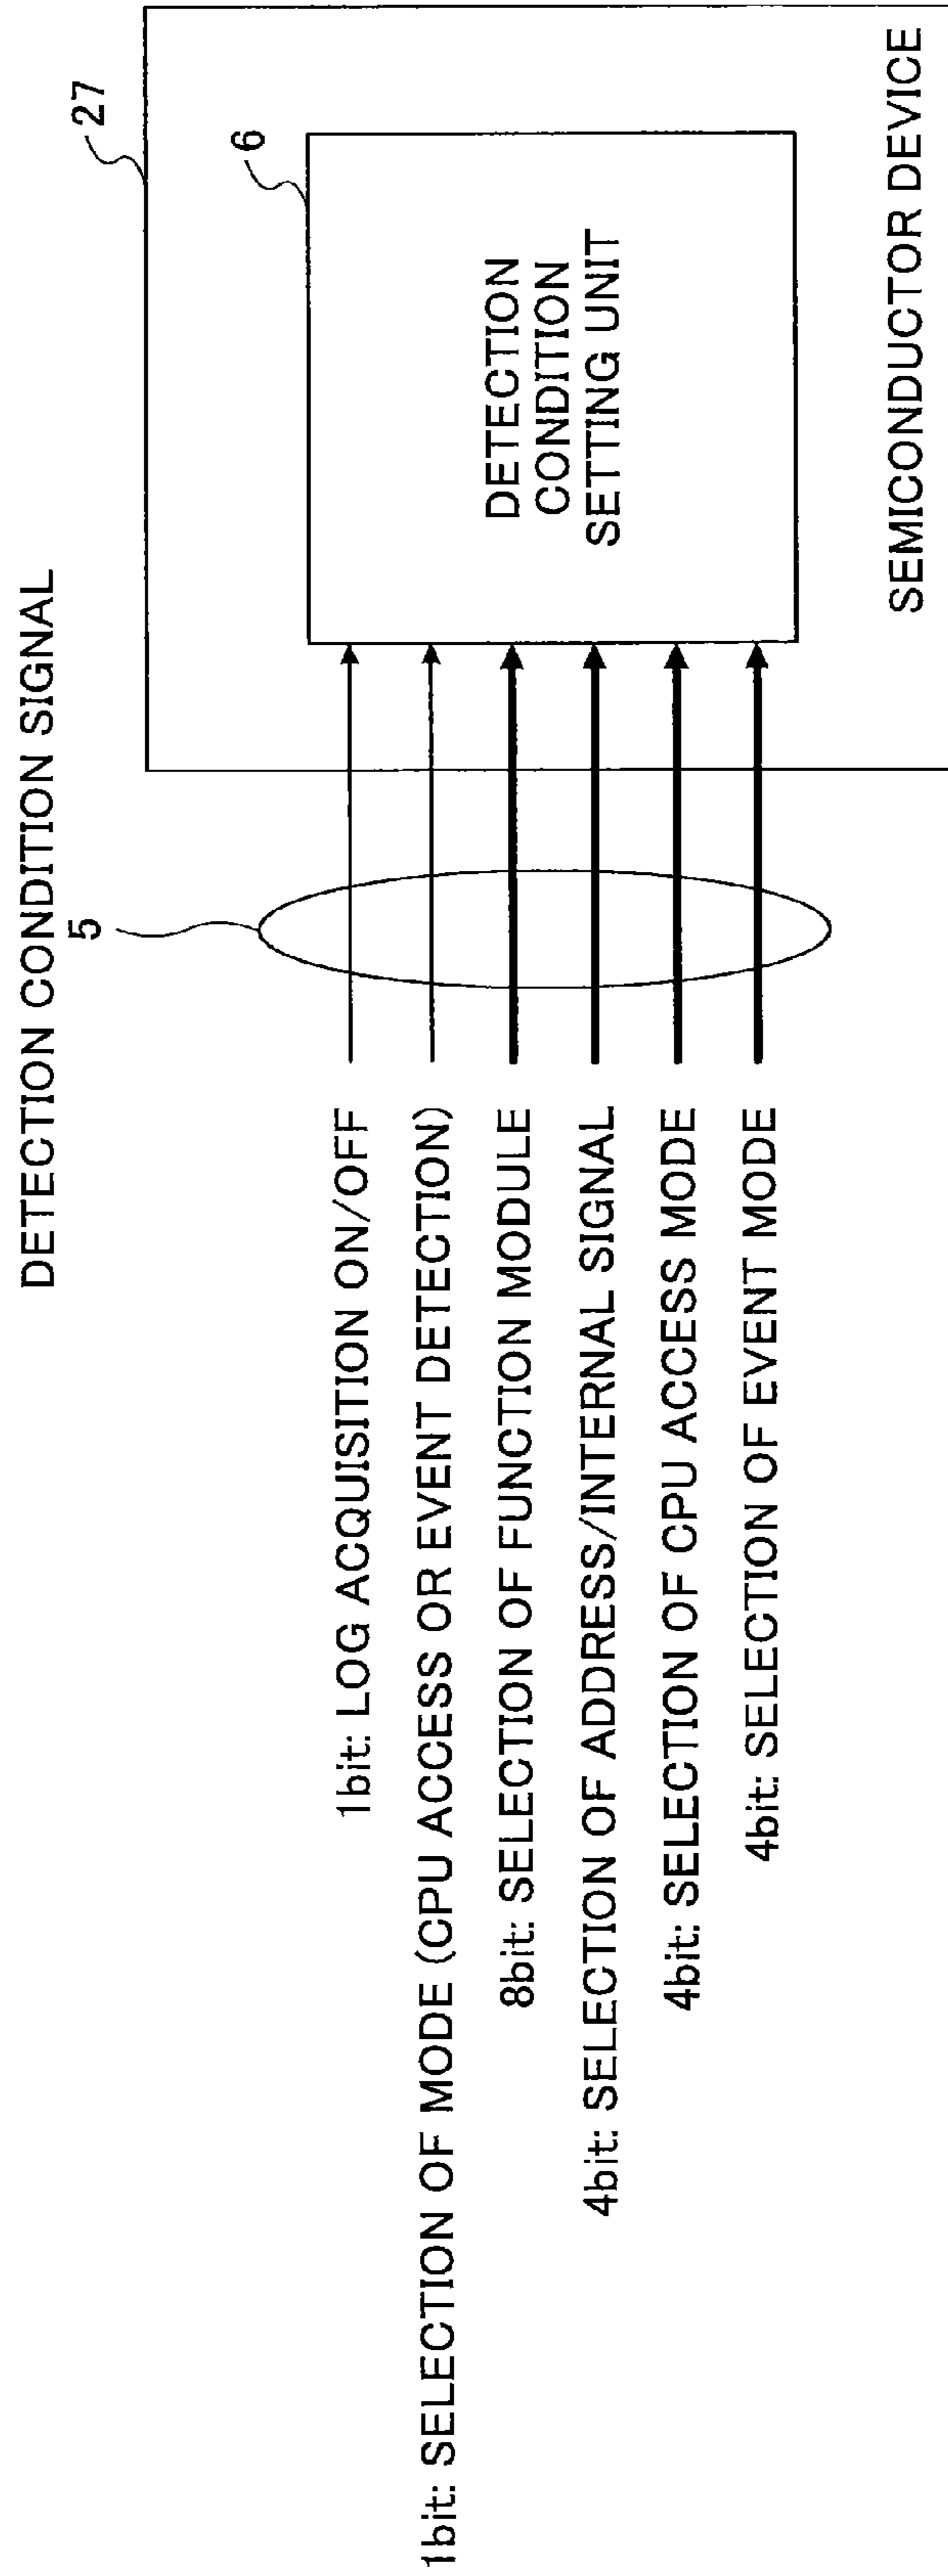 DETECTION CONDITION SIGNAL
5
27
6
1bit: LOG ACQUISITION ON/OFF
1bit: SELECTION OF MODE (CPU ACCESS OR EVENT DETECTION)
8bit: SELECTION OF FUNCTION MODULE
4bit: SELECTION OF ADDRESS/INTERNAL SIGNAL
4bit: SELECTION OF CPU ACCESS MODE
4bit: SELECTION OF EVENT MODE
DETECTION
CONDITION
SETTING UNIT
SEMICONDUCTOR DEVICE